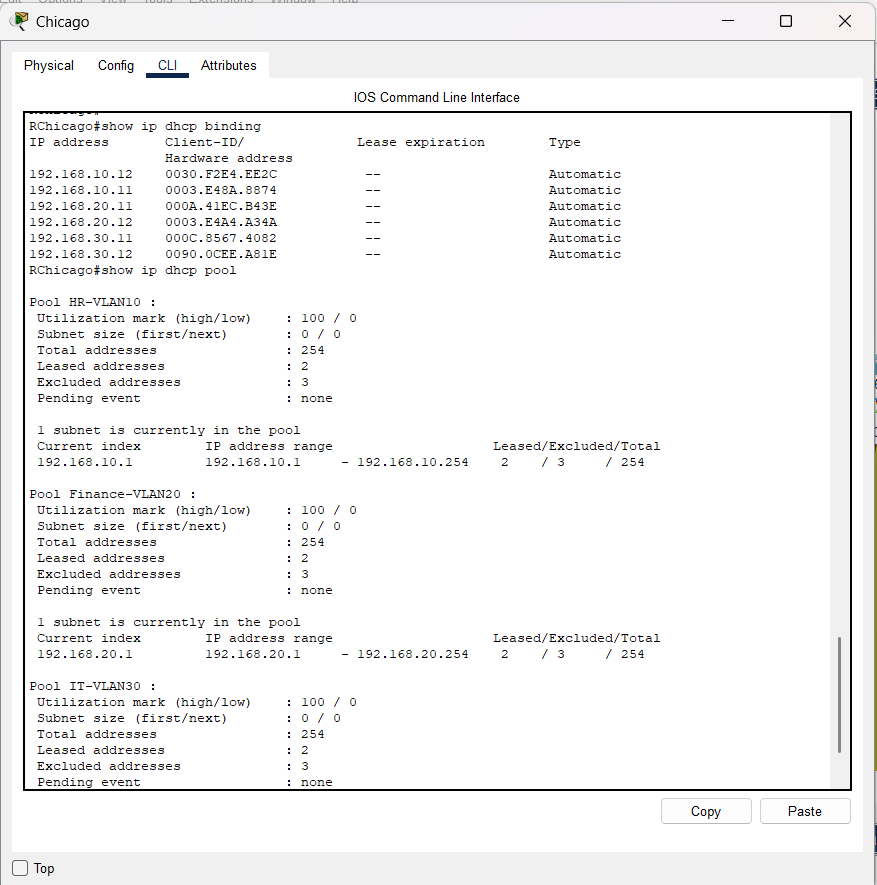 Options View Tools Extensions Window Help
Chicago
Physical Config CLI Attributes
IOS Command Line Interface
RChicago#show ip dhcp binding
IP address Client-ID/ Lease expiration Type
Hardware address
192.168.10.12 0030.F2E4.EE2C -- Automatic
192.168.10.11 0003.E48A.8874 -- Automatic
192.168.20.11 000A.41EC.B43E -- Automatic
192.168.20.12 0003.E4A4.A34A -- Automatic
192.168.30.11 000C.8567.4082 -- Automatic
192.168.30.12 0090.0CEE.A81E -- Automatic
RChicago#show ip dhcp pool
Pool HR-VLAN10 :
Utilization mark (high/low) : 100 / 0
Subnet size (first/next) : 0 / 0
Total addresses : 254
Leased addresses : 2
Excluded addresses : 3
Pending event : none
1 subnet is currently in the pool
Current index IP address range Leased/Excluded/Total
192.168.10.1 192.168.10.1 - 192.168.10.254 2 / 3 / 254
Pool Finance-VLAN20 :
Utilization mark (high/low) : 100 / 0
Subnet size (first/next) : 0 / 0
Total addresses : 254
Leased addresses : 2
Excluded addresses : 3
Pending event : none
1 subnet is currently in the pool
Current index IP address range Leased/Excluded/Total
192.168.20.1 192.168.20.1 - 192.168.20.254 2 / 3 / 254
Pool IT-VLAN30 :
Utilization mark (high/low) : 100 / 0
Subnet size (first/next) : 0 / 0
Total addresses : 254
Leased addresses : 2
Excluded addresses : 3
Pending event : none
Copy Paste
Top